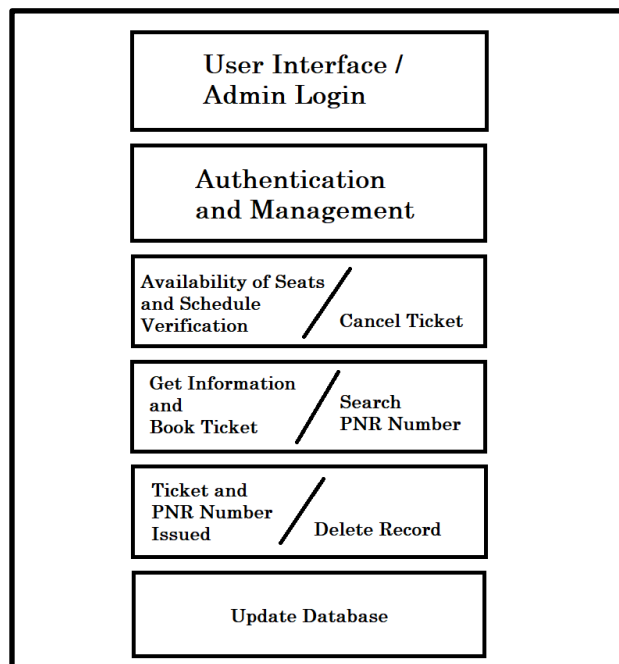 User Interface /
Admin Login
Authentication
and Management
Availability of Seats
and Schedule
Verification
Cancel Ticket
Get Information
and
Book Ticket
Search
PNR Number
Ticket and
PNR Number
Issued
Delete Record
Update Database